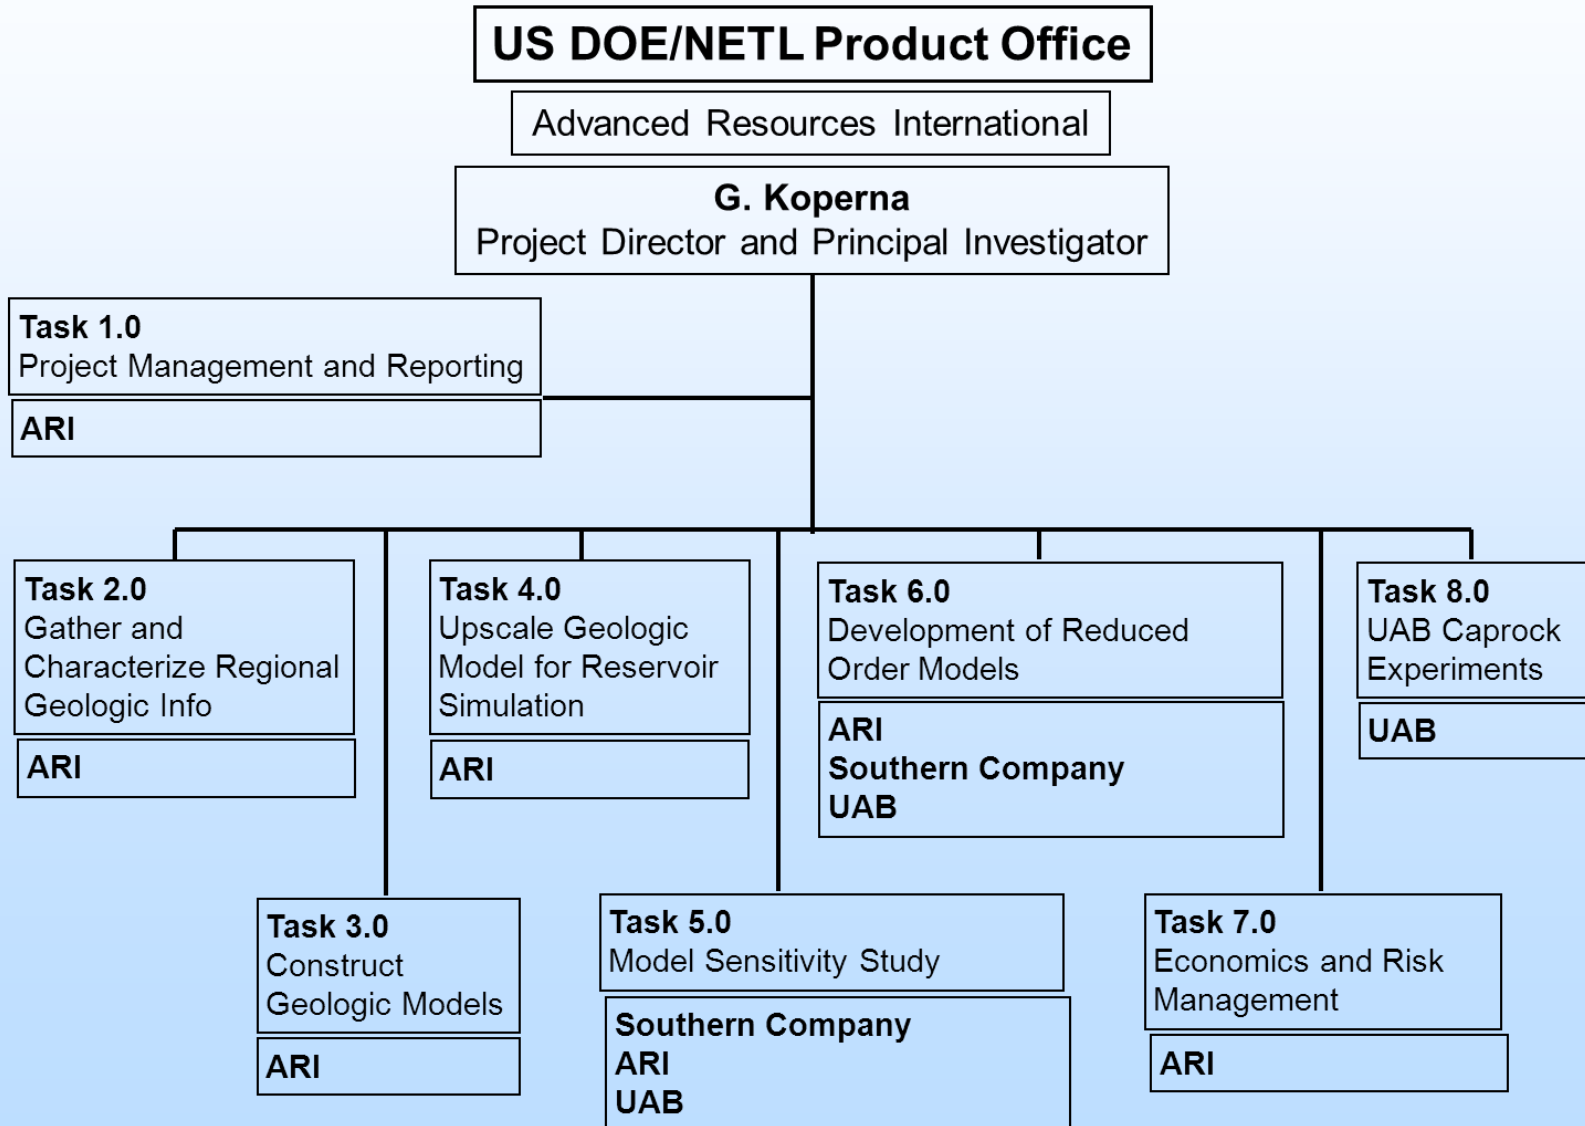 US DOE/NETL Product Office
Advanced Resources International
G. Koperna
Project Director and Principal Investigator
Task 1.0
Project Management and Reporting
ARI
Task 2.0
Gather and
Characterize Regional
Geologic Info
ARI
Task 4.0
Upscale Geologic
Model for Reservoir
Simulation
ARI
Task 6.0
Development of Reduced
Order Models
ARI
Southern Company
UAB
Task 8.0
UAB Caprock
Experiments
UAB
Task 3.0
Construct
Geologic Models
ARI
Task 5.0
Model Sensitivity Study
Southern Company
ARI
UAB
Task 7.0
Economics and Risk
Management
ARI